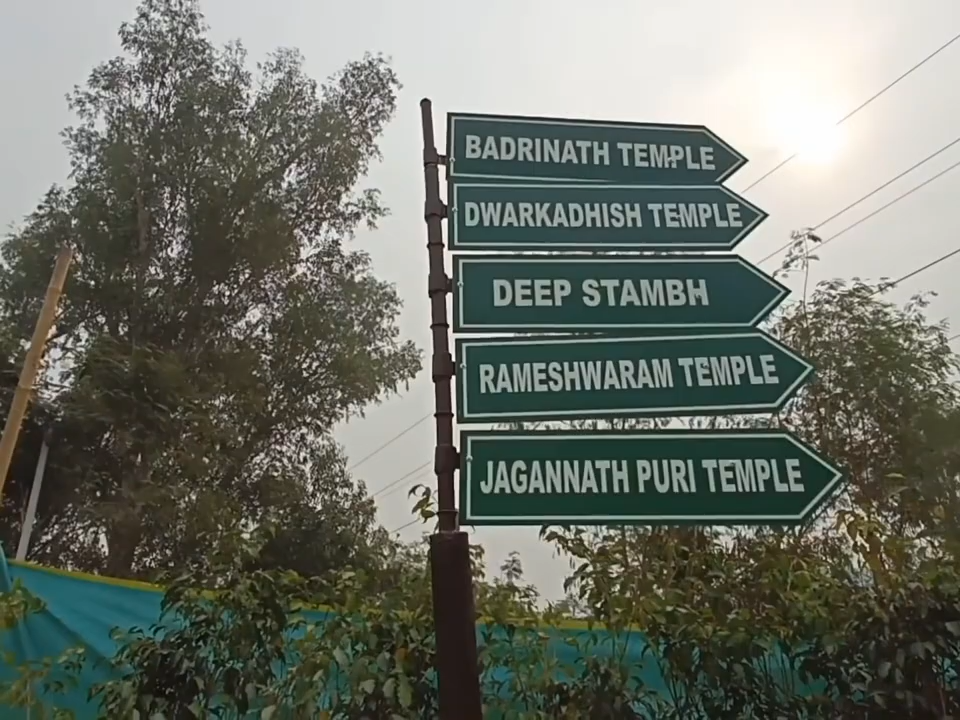 BADRINATH TEMPLE
DWARKADHISH TEMPLE
DEEP STAMBH
RAMESHWARAM TEMPLE
JAGANNATH PURI TEMPLE